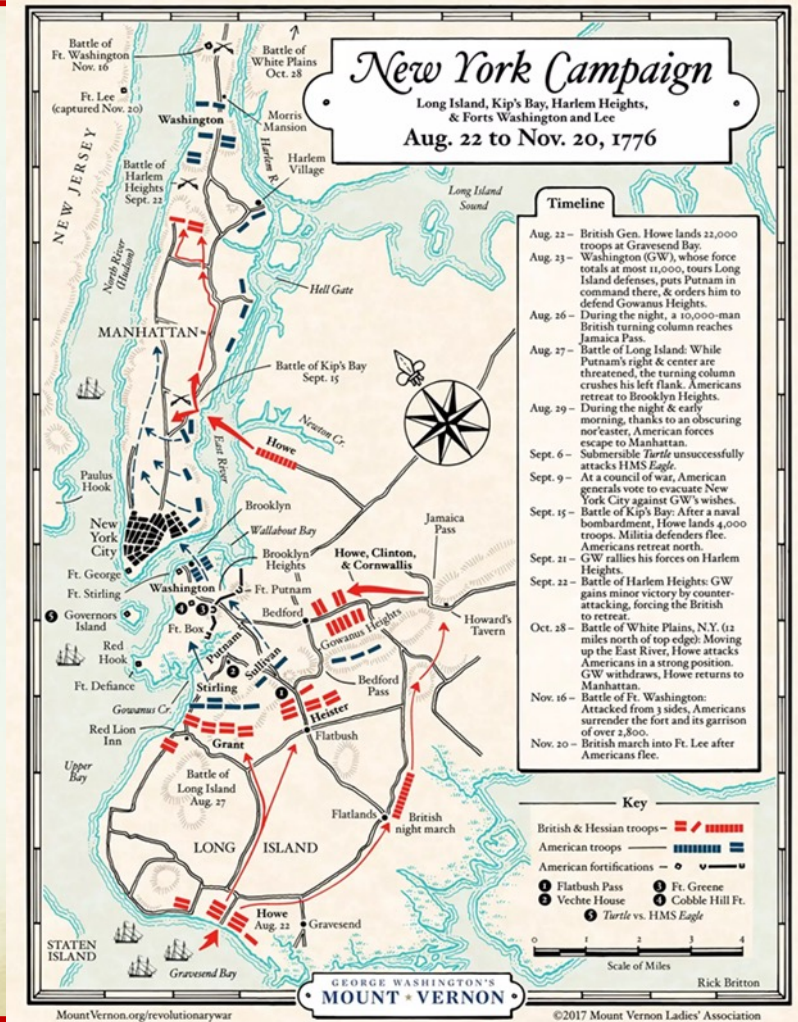 New York Campaign
Long Island, Kip's Bay, Harlem Heights,
& Forts Washington and Lee
Aug. 22 to Nov. 20, 1776
Battle of
Ft. Washington
Nov. 16
Battle of
White Plains
Oct. 28
Ft. Lee
(captured Nov. 20)
Washington
Morris
Mansion
NEW JERSEY
Harlem R.
Battle of
Harlem
Heights
Sept. 22
Harlem
Village
Long Island
Sound
North River
(Hudson)
Hell Gate
MANHATTAN
Battle of Kip's Bay
Sept. 15
Newton Cr.
Howe
East River
Paulus
Hook
Brooklyn
New
York
City
Wallabout Bay
Jamaica
Pass
Brooklyn
Heights
Howe, Clinton,
& Cornwallis
Ft. George
Ft. Stirling
Washington
Ft. Putnam
5 Governors
Island
4 3
Bedford
Howard's
Tavern
Ft. Box
Gowanus Heights
Red
Hook
Putnam
2
Sullivan
Ft. Defiance
Bedford
Pass
Stirling
1
Gowanus Cr.
Heister
Red Lion
Inn
Grant
Flatbush
Upper
Bay
Battle of
Long Island
Aug. 27
Flatlands
British
night march
LONG ISLAND
Howe
Aug. 22
Gravesend
STATEN
ISLAND
Gravesend Bay
Timeline
Aug. 22 – British Gen. Howe lands 22,000
troops at Gravesend Bay.
Aug. 23 – Washington (GW), whose force
totals at most 11,000, tours Long
Island defenses, puts Putnam in
command there, & orders him to
defend Gowanus Heights.
Aug. 26 – During the night, a 10,000-man
British turning column reaches
Jamaica Pass.
Aug. 27 – Battle of Long Island: While
Putnam's right & center are
threatened, the turning column
crushes his left flank. Americans
retreat to Brooklyn Heights.
Aug. 29 – During the night & early
morning, thanks to an obscuring
nor'easter, American forces
escape to Manhattan.
Sept. 6 – Submersible Turtle unsuccessfully
attacks HMS Eagle.
Sept. 9 – At a council of war, American
generals vote to evacuate New
York City against GW's wishes.
Sept. 15 – Battle of Kip's Bay: After a naval
bombardment, Howe lands 4,000
troops. Militia defenders flee.
Americans retreat north.
Sept. 21 – GW rallies his forces on Harlem
Heights.
Sept. 22 – Battle of Harlem Heights: GW
gains minor victory by counter-
attacking, forcing the British
to retreat.
Oct. 28 – Battle of White Plains, N.Y. (12
miles north of top edge): Moving
up the East River, Howe attacks
Americans in a strong position.
GW withdraws, Howe returns to
Manhattan.
Nov. 16 – Battle of Ft. Washington:
Attacked from 3 sides, Americans
surrender the fort and its garrison
of over 2,800.
Nov. 20 – British march into Ft. Lee after
Americans flee.
Key
British & Hessian troops –
American troops
American fortifications –
1 Flatbush Pass 3 Ft. Greene
2 Vechte House 4 Cobble Hill Ft.
5 Turtle vs. HMS Eagle
0 1 2 3 4
Scale of Miles
Rick Britton
GEORGE WASHINGTON'S
MOUNT ★ VERNON
MountVernon.org/revolutionarywar
©2017 Mount Vernon Ladies' Association